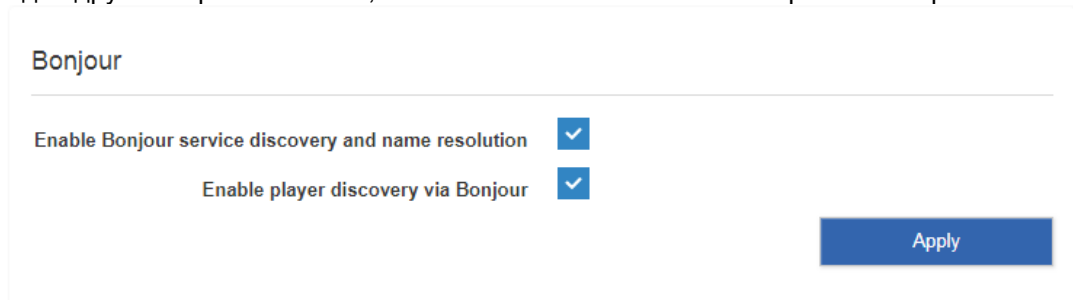 Bonjour
Enable Bonjour service discovery and name resolution
Enable player discovery via Bonjour
Apply